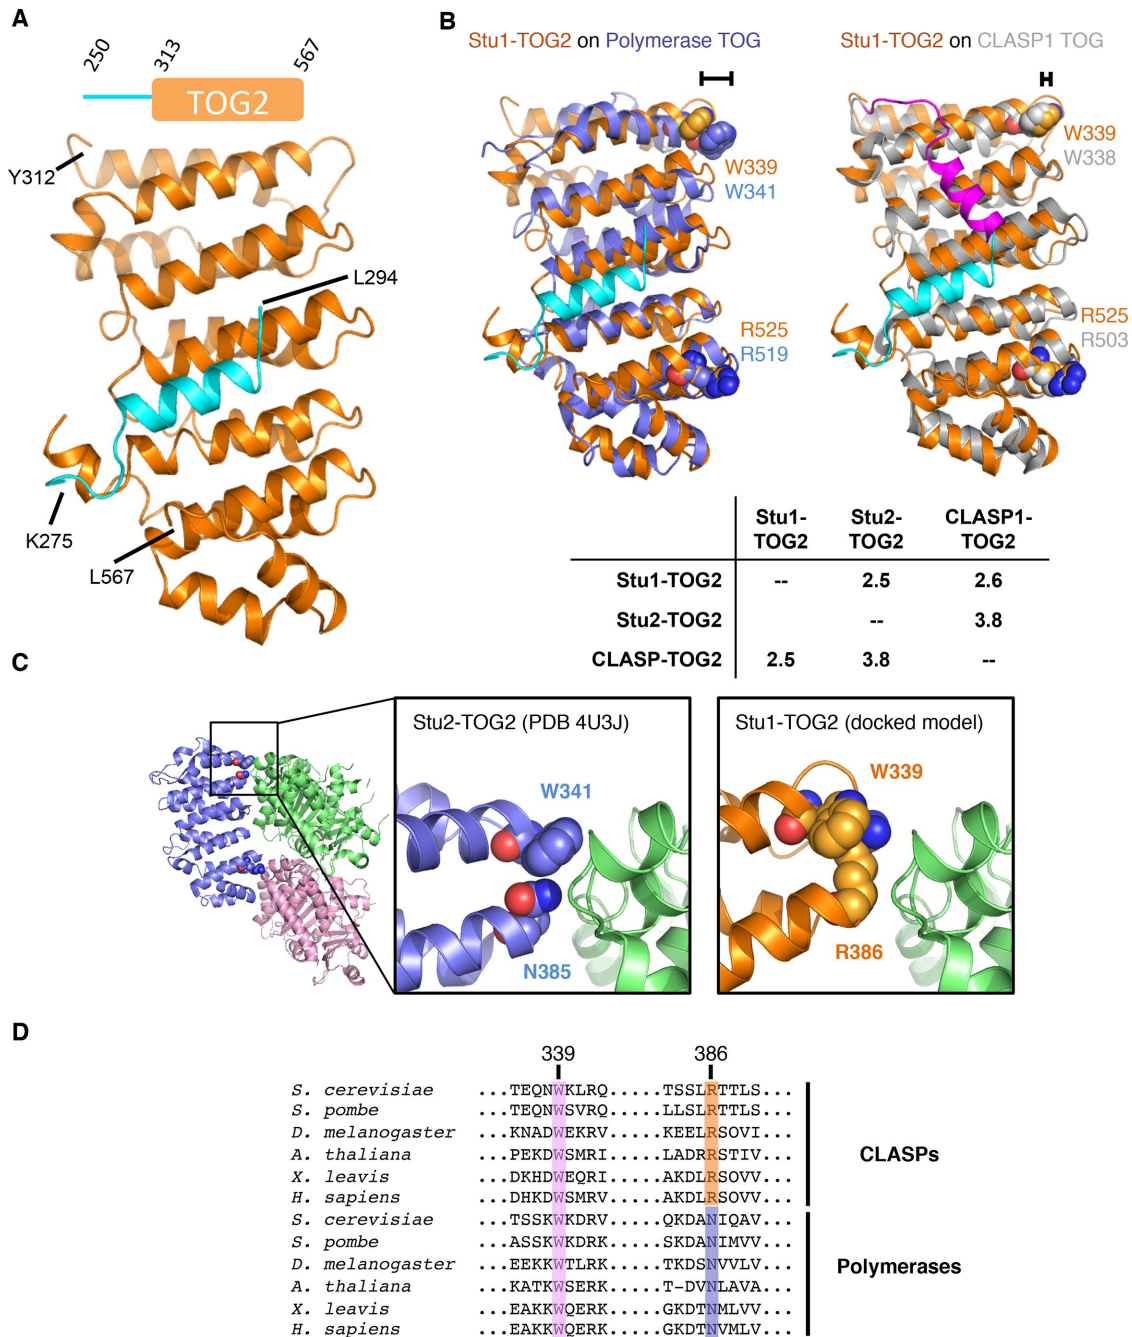 A
250 313 567
TOG2
Y312
L294
K275
L567
B
Stu1-TOG2 on Polymerase TOG
W339
W341
R525
R519
Stu1-TOG2 on CLASP1 TOG
W339
W338
R525
R503
Stu1-TOG2 Stu2-TOG2 CLASP1-TOG2
Stu1-TOG2 -- 2.5 2.6
Stu2-TOG2 -- 3.8
CLASP-TOG2 2.5 3.8 --
C
Stu2-TOG2 (PDB 4U3J)
W341
N385
Stu1-TOG2 (docked model)
W339
R386
D
339 386
S. cerevisiae ...TEQNWKLRQ.....TSSLRTTLS...
S. pombe ...TEQNWSVRQ.....LLSLRTTLS...
D. melanogaster ...KNADWEKRV.....KEELRSOVI...
A. thaliana ...PEKDWSMRI.....LADRRSTIV...
X. leavis ...DKHDWEQRI.....AKDLRSOVV...
H. sapiens ...DHKDWSMRV.....AKDLRSOVV...
CLASPs
S. cerevisiae ...TSSKWKDRV.....QKDANIQAV...
S. pombe ...ASSKWKDRK.....SKDANIMVV...
D. melanogaster ...EEKKWTLRK.....TKDSNVVLV...
A. thaliana ...KATKWSERK.....T-DVNLAVA...
X. leavis ...EAKKWQERK.....GKDTNMLVV...
H. sapiens ...EAKKWQERK.....GKDTNVMLV...
Polymerases